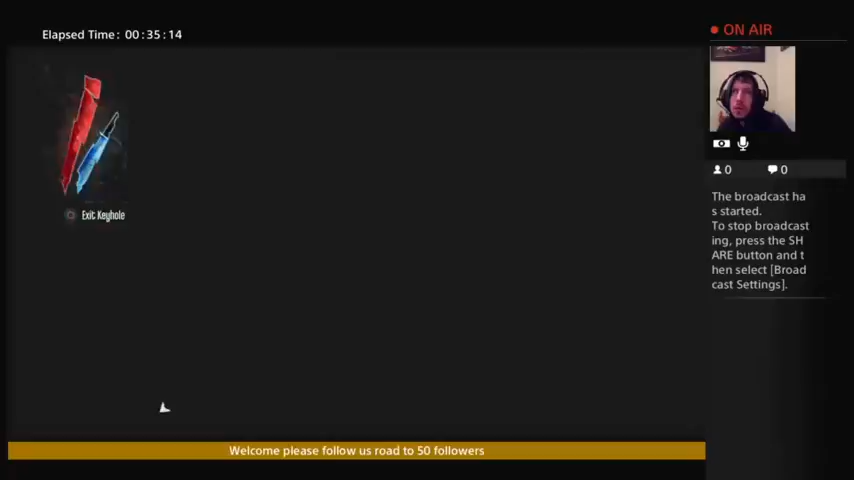 Elapsed Time: 00:35:14
ON AIR
Exit Keyhole
0 0
The broadcast ha
s started.
To stop broadcast
ing, press the SH
ARE button and t
hen select [Broad
cast Settings].
Welcome please follow us road to 50 followers